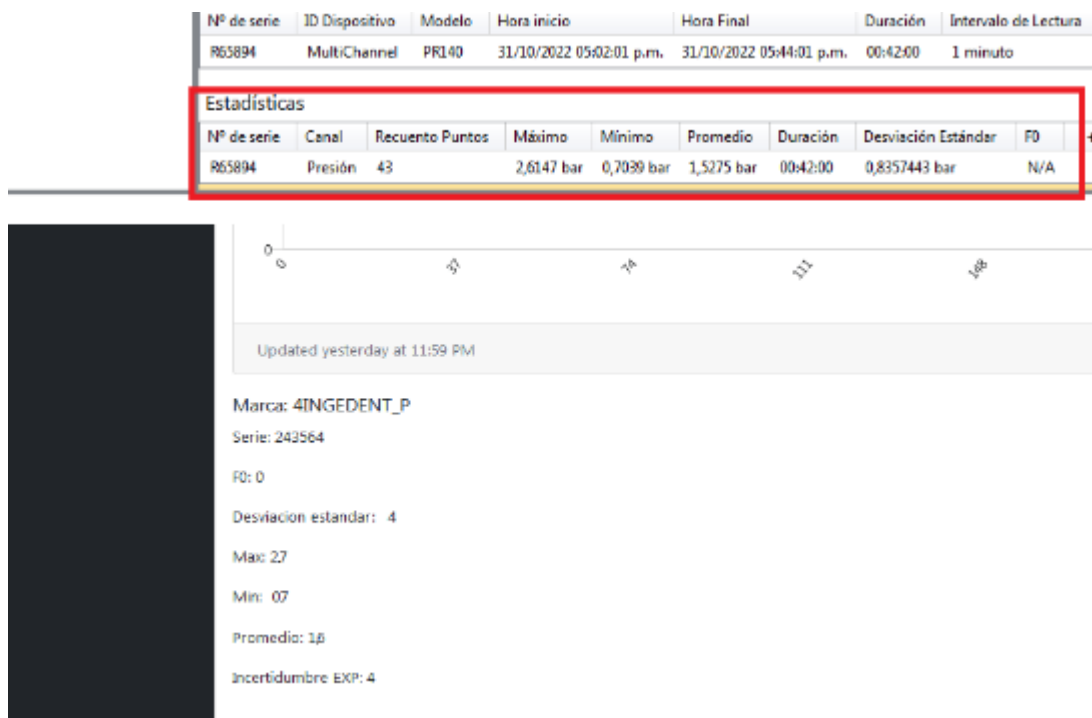 Nº de serie ID Dispositivo Modelo Hora inicio Hora Final Duración Intervalo de Lectura
R65894 MultiChannel PR140 31/10/2022 05:02:01 p.m. 31/10/2022 05:44:01 p.m. 00:42:00 1 minuto
Estadísticas
Nº de serie Canal Recuento Puntos Máximo Mínimo Promedio Duración Desviación Estándar F0 +
R65894 Presión 43 2,6147 bar 0,7039 bar 1,5275 bar 00:42:00 0,8357443 bar N/A
0
0 37 74 111 148
Updated yesterday at 11:59 PM
Marca: 4INGEDENT_P
Serie: 243564
F0: 0
Desviacion estandar: 4
Max: 2,7
Min: 0,7
Promedio: 1,6
Incertidumbre EXP: 4